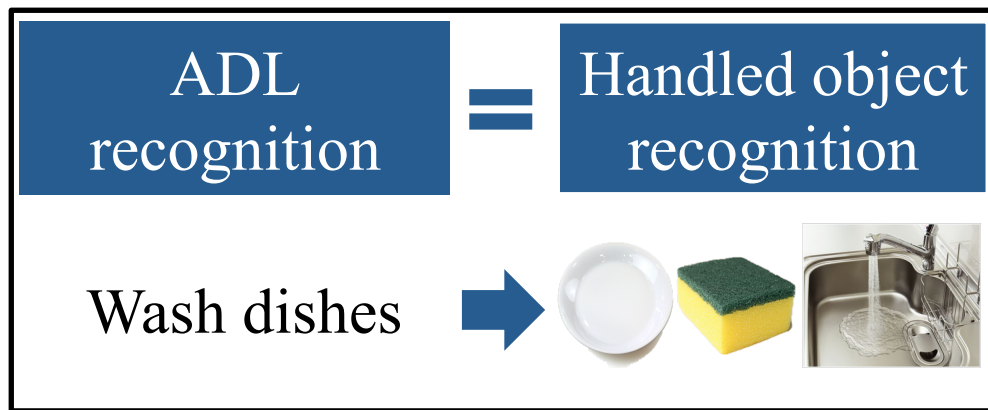 ADL
recognition
=
Handled object
recognition
Wash dishes